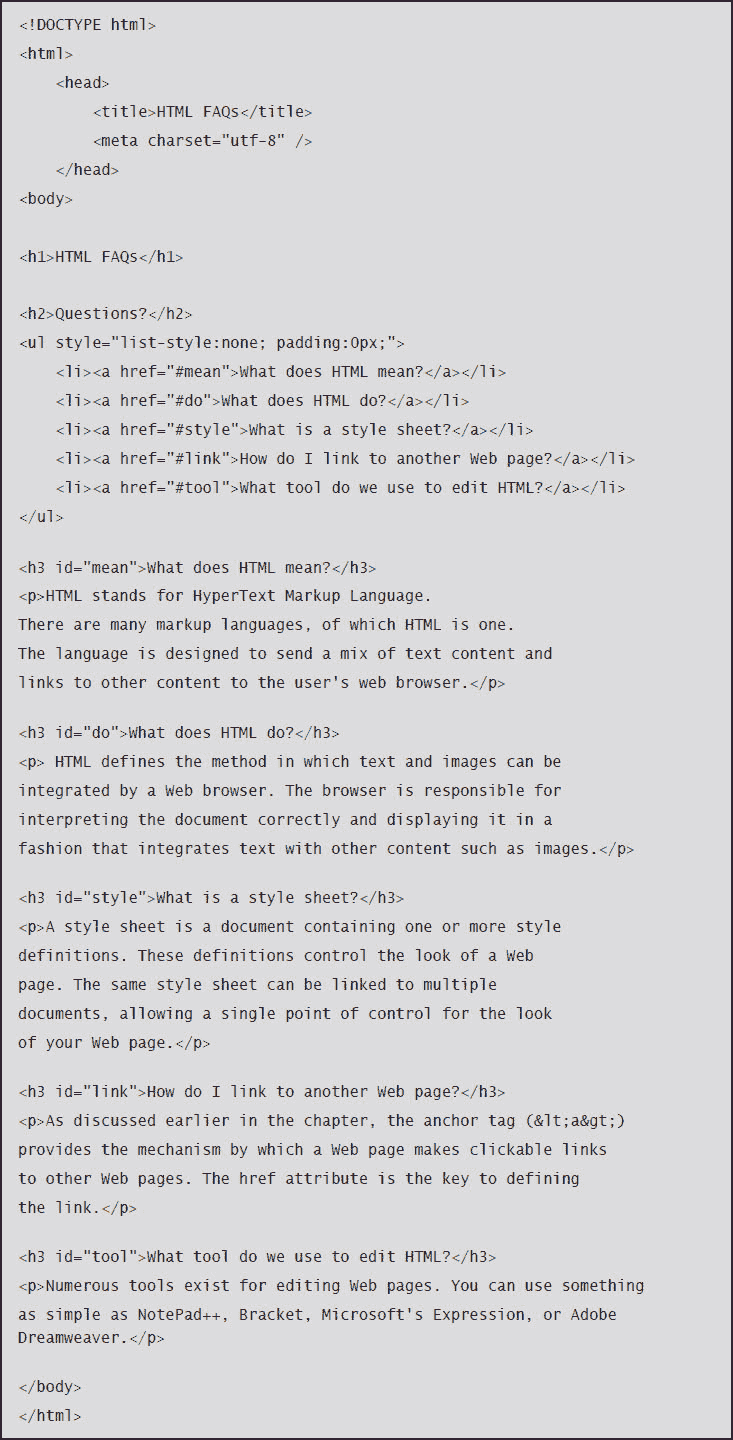 <!DOCTYPE html>
<html>
    <head>
        <title>HTML FAQs</title>
        <meta charset="utf-8" />
    </head>
<body>

<h1>HTML FAQs</h1>

<h2>Questions?</h2>
<ul style="list-style:none; padding:0px;">
    <li><a href="#mean">What does HTML mean?</a></li>
    <li><a href="#do">What does HTML do?</a></li>
    <li><a href="#style">What is a style sheet?</a></li>
    <li><a href="#link">How do I link to another Web page?</a></li>
    <li><a href="#tool">What tool do we use to edit HTML?</a></li>
</ul>

<h3 id="mean">What does HTML mean?</h3>
<p>HTML stands for HyperText Markup Language.
There are many markup languages, of which HTML is one.
The language is designed to send a mix of text content and
links to other content to the user's web browser.</p>

<h3 id="do">What does HTML do?</h3>
<p> HTML defines the method in which text and images can be
integrated by a Web browser. The browser is responsible for
interpreting the document correctly and displaying it in a
fashion that integrates text with other content such as images.</p>

<h3 id="style">What is a style sheet?</h3>
<p>A style sheet is a document containing one or more style
definitions. These definitions control the look of a Web
page. The same style sheet can be linked to multiple
documents, allowing a single point of control for the look
of your Web page.</p>

<h3 id="link">How do I link to another Web page?</h3>
<p>As discussed earlier in the chapter, the anchor tag (&lt;a&gt;)
provides the mechanism by which a Web page makes clickable links
to other Web pages. The href attribute is the key to defining
the link.</p>

<h3 id="tool">What tool do we use to edit HTML?</h3>
<p>Numerous tools exist for editing Web pages. You can use something
as simple as NotePad++, Bracket, Microsoft's Expression, or Adobe
Dreamweaver.</p>

</body>
</html>